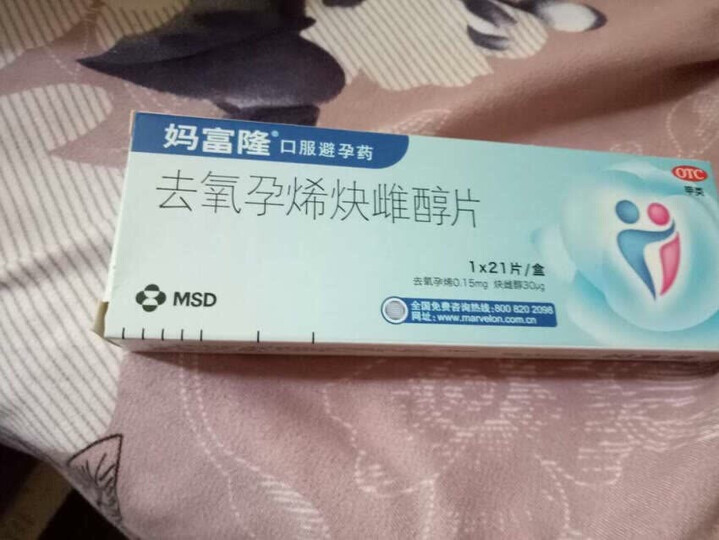 妈富隆® 口服避孕药
OTC
甲类
去氧孕烯炔雌醇片
1x21片/盒
去氧孕烯0.15mg 炔雌醇30μg
MSD
全国免费咨询热线:800 820 2098
网址:www.marvelon.com.cn